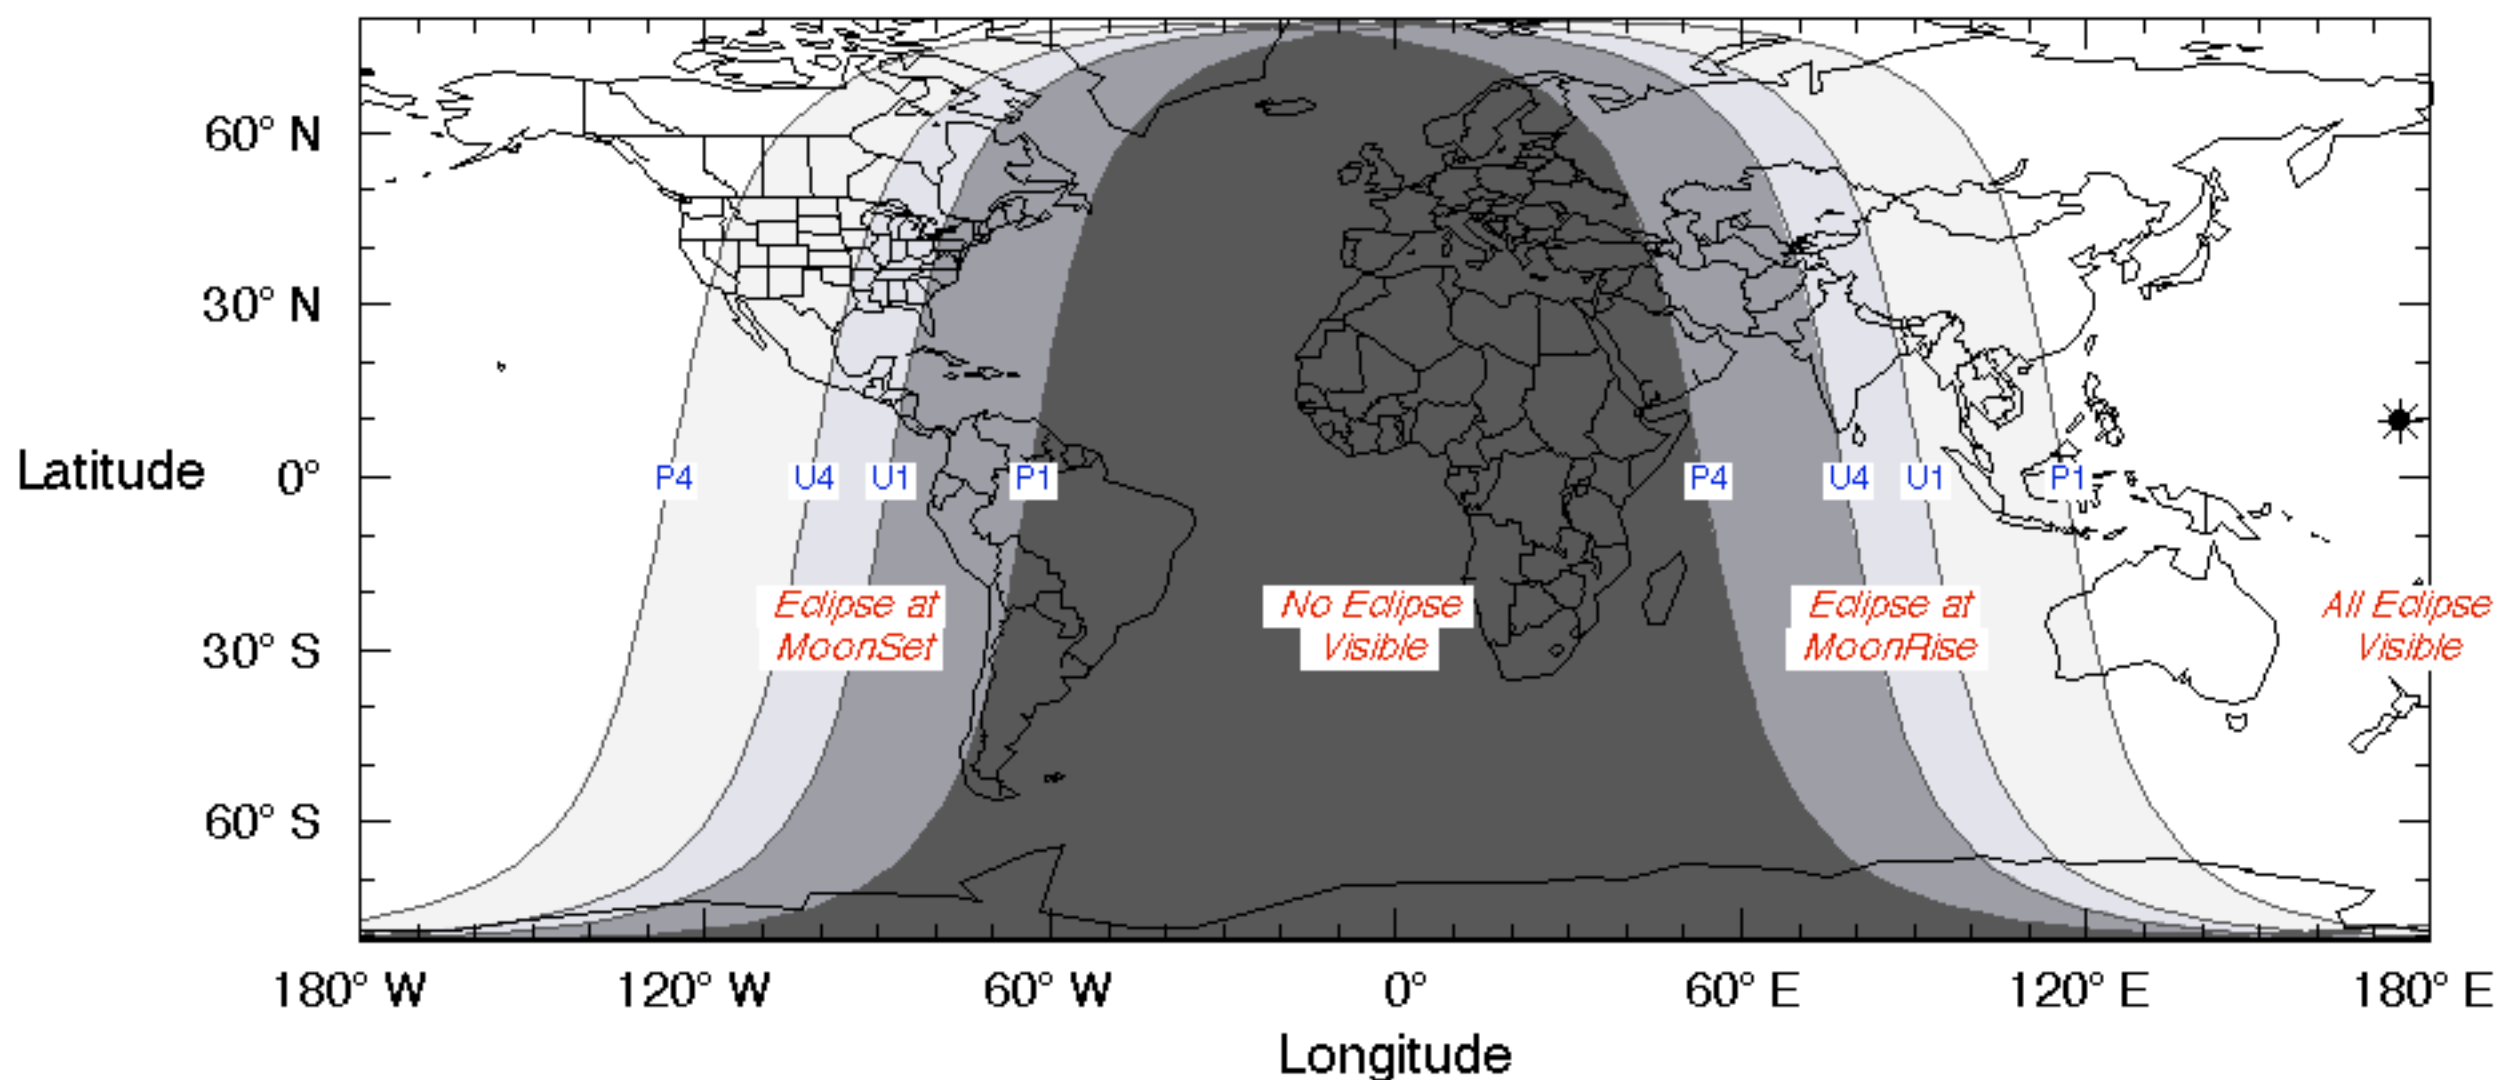 60° N
30° N
Latitude 0°
P4 U4 U1 P1 P4 U4 U1 P1
Eclipse at
MoonSet
No Eclipse
Visible
Eclipse at
MoonRise
All Eclipse
Visible
30° S
60° S
180° W 120° W 60° W 0° 60° E 120° E 180° E
Longitude